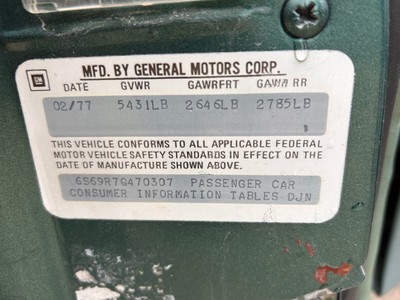 GM
MFD. BY GENERAL MOTORS CORP.
DATE GVWR GAWRFRT GAWR RR
02/77 5431LB 2646LB 2785LB
THIS VEHICLE CONFORMS TO ALL APPLICABLE FEDERAL
MOTOR VEHICLE SAFETY STANDARDS IN EFFECT ON THE
DATE OF MANUFACTURE SHOWN ABOVE.
6S69R7Q470307 PASSENGER CAR
CONSUMER INFORMATION TABLES DJN